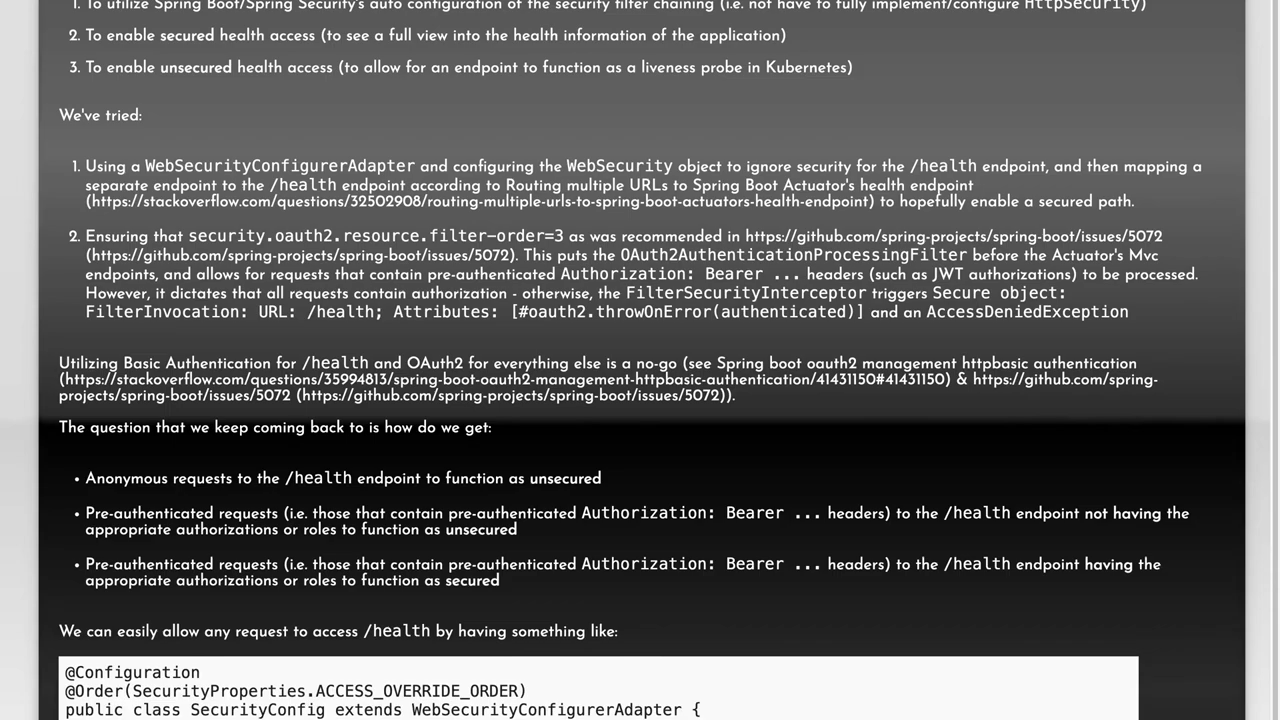 1. To utilize Spring Boot/Spring Security's auto configuration of the security filter chaining (i.e. not have to fully implement/configure HttpSecurity)
2. To enable secured health access (to see a full view into the health information of the application)
3. To enable unsecured health access (to allow for an endpoint to function as a liveness probe in Kubernetes)
We've tried:
1. Using a WebSecurityConfigurerAdapter and configuring the WebSecurity object to ignore security for the /health endpoint, and then mapping a
separate endpoint to the /health endpoint according to Routing multiple URLs to Spring Boot Actuator's health endpoint
(https://stackoverflow.com/questions/32502908/routing-multiple-urls-to-spring-boot-actuators-health-endpoint) to hopefully enable a secured path.
2. Ensuring that security.oauth2.resource.filter-order=3 as was recommended in https://github.com/spring-projects/spring-boot/issues/5072
(https://github.com/spring-projects/spring-boot/issues/5072). This puts the OAuth2AuthenticationProcessingFilter before the Actuator's Mvc
endpoints, and allows for requests that contain pre-authenticated Authorization: Bearer ... headers (such as JWT authorizations) to be processed.
However, it dictates that all requests contain authorization - otherwise, the FilterSecurityInterceptor triggers Secure object:
FilterInvocation: URL: /health; Attributes: [#oauth2.throwOnError(authenticated)] and an AccessDeniedException
Utilizing Basic Authentication for /health and OAuth2 for everything else is a no-go (see Spring boot oauth2 management httpbasic authentication
(https://stackoverflow.com/questions/35994813/spring-boot-oauth2-management-httpbasic-authentication/41431150#41431150) & https://github.com/spring-
projects/spring-boot/issues/5072 (https://github.com/spring-projects/spring-boot/issues/5072)).
The question that we keep coming back to is how do we get:
• Anonymous requests to the /health endpoint to function as unsecured
• Pre-authenticated requests (i.e. those that contain pre-authenticated Authorization: Bearer ... headers) to the /health endpoint not having the
appropriate authorizations or roles to function as unsecured
• Pre-authenticated requests (i.e. those that contain pre-authenticated Authorization: Bearer ... headers) to the /health endpoint having the
appropriate authorizations or roles to function as secured
We can easily allow any request to access /health by having something like:
@Configuration
@Order(SecurityProperties.ACCESS_OVERRIDE_ORDER)
public class SecurityConfig extends WebSecurityConfigurerAdapter {